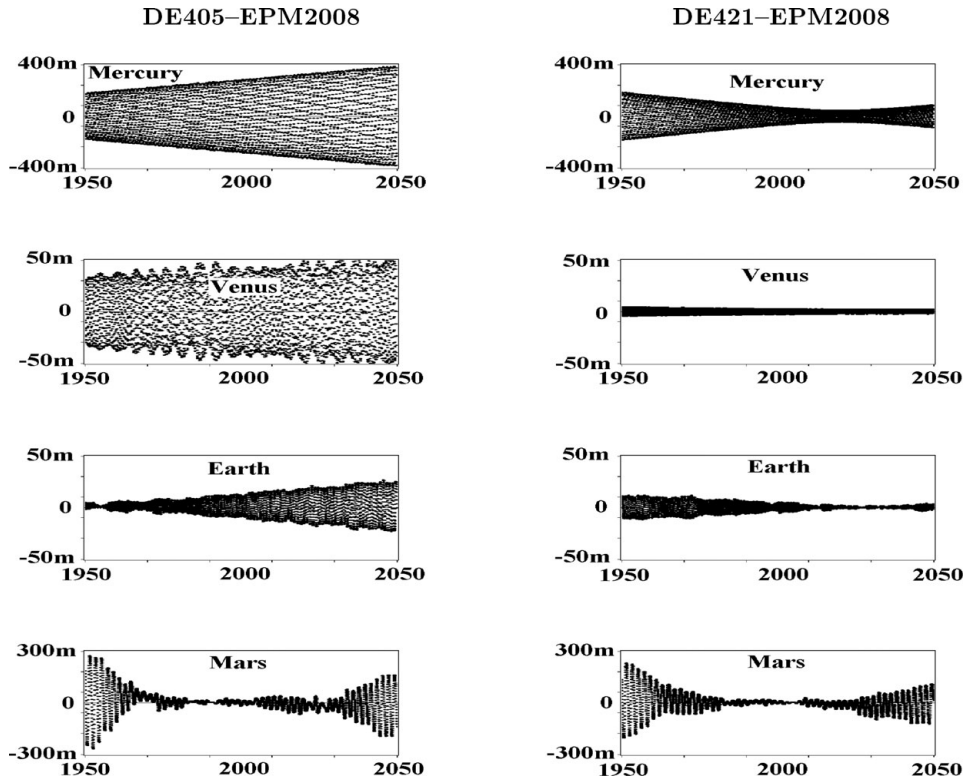 DE405–EPM2008
DE421–EPM2008
400m
Mercury
0
-400m
1950
2000
2050
400m
Mercury
0
-400m
1950
2000
2050
50m
Venus
0
-50m
1950
2000
2050
50m
Venus
0
-50m
1950
2000
2050
50m
Earth
0
-50m
1950
2000
2050
50m
Earth
0
-50m
1950
2000
2050
300m
Mars
0
-300m
1950
2000
2050
300m
Mars
0
-300m
1950
2000
2050